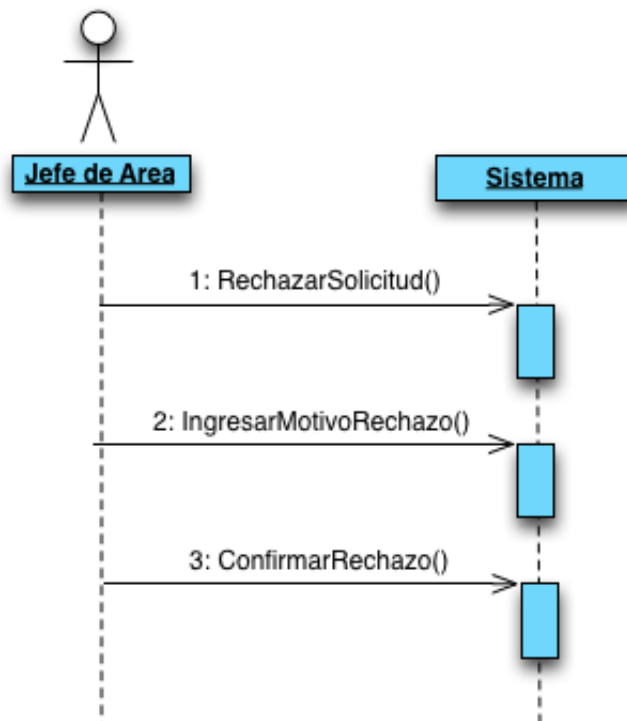 Jefe de Area
Sistema
1: RechazarSolicitud()
2: IngresarMotivoRechazo()
3: ConfirmarRechazo()